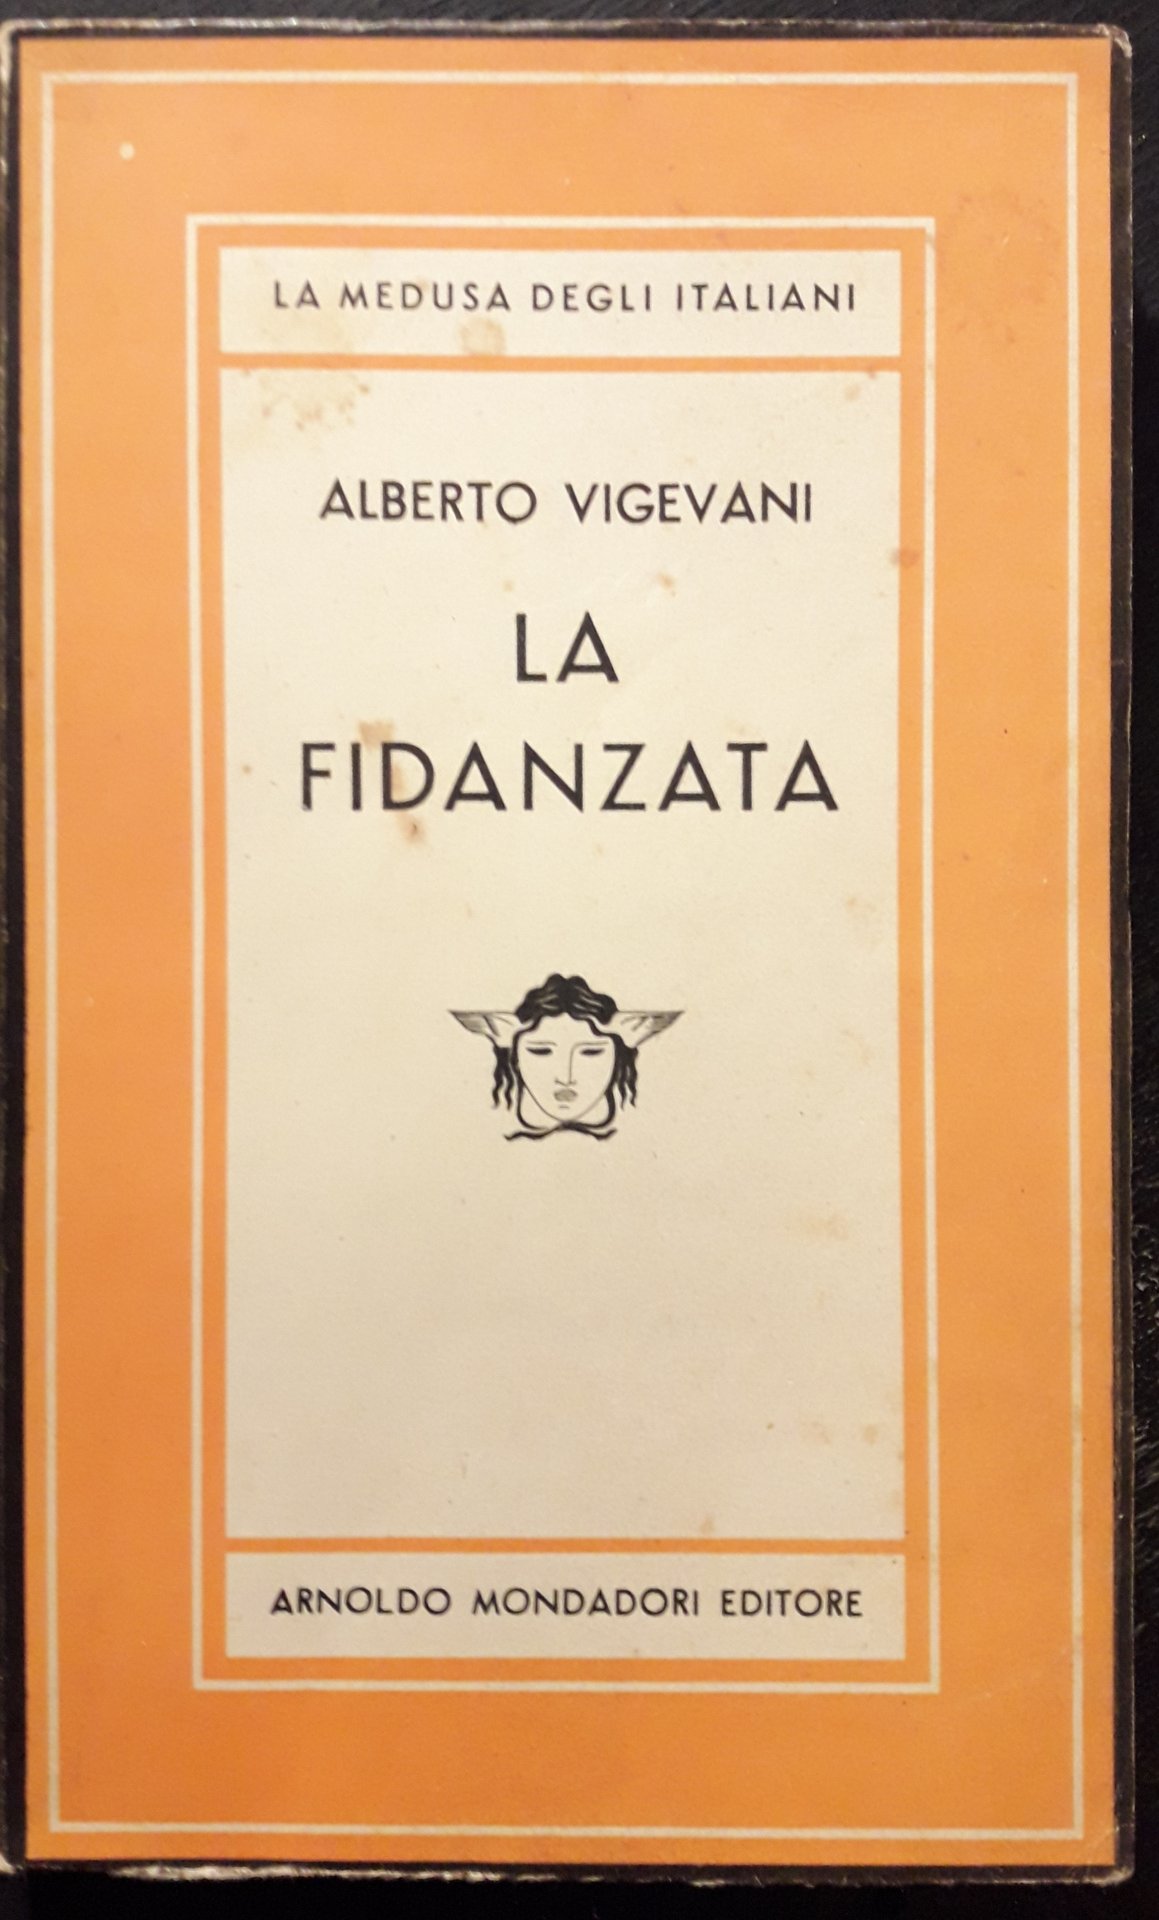 LA MEDUSA DEGLI ITALIANI
ALBERTO VIGEVANI
LA
FIDANZATA
ARNOLDO MONDADORI EDITORE